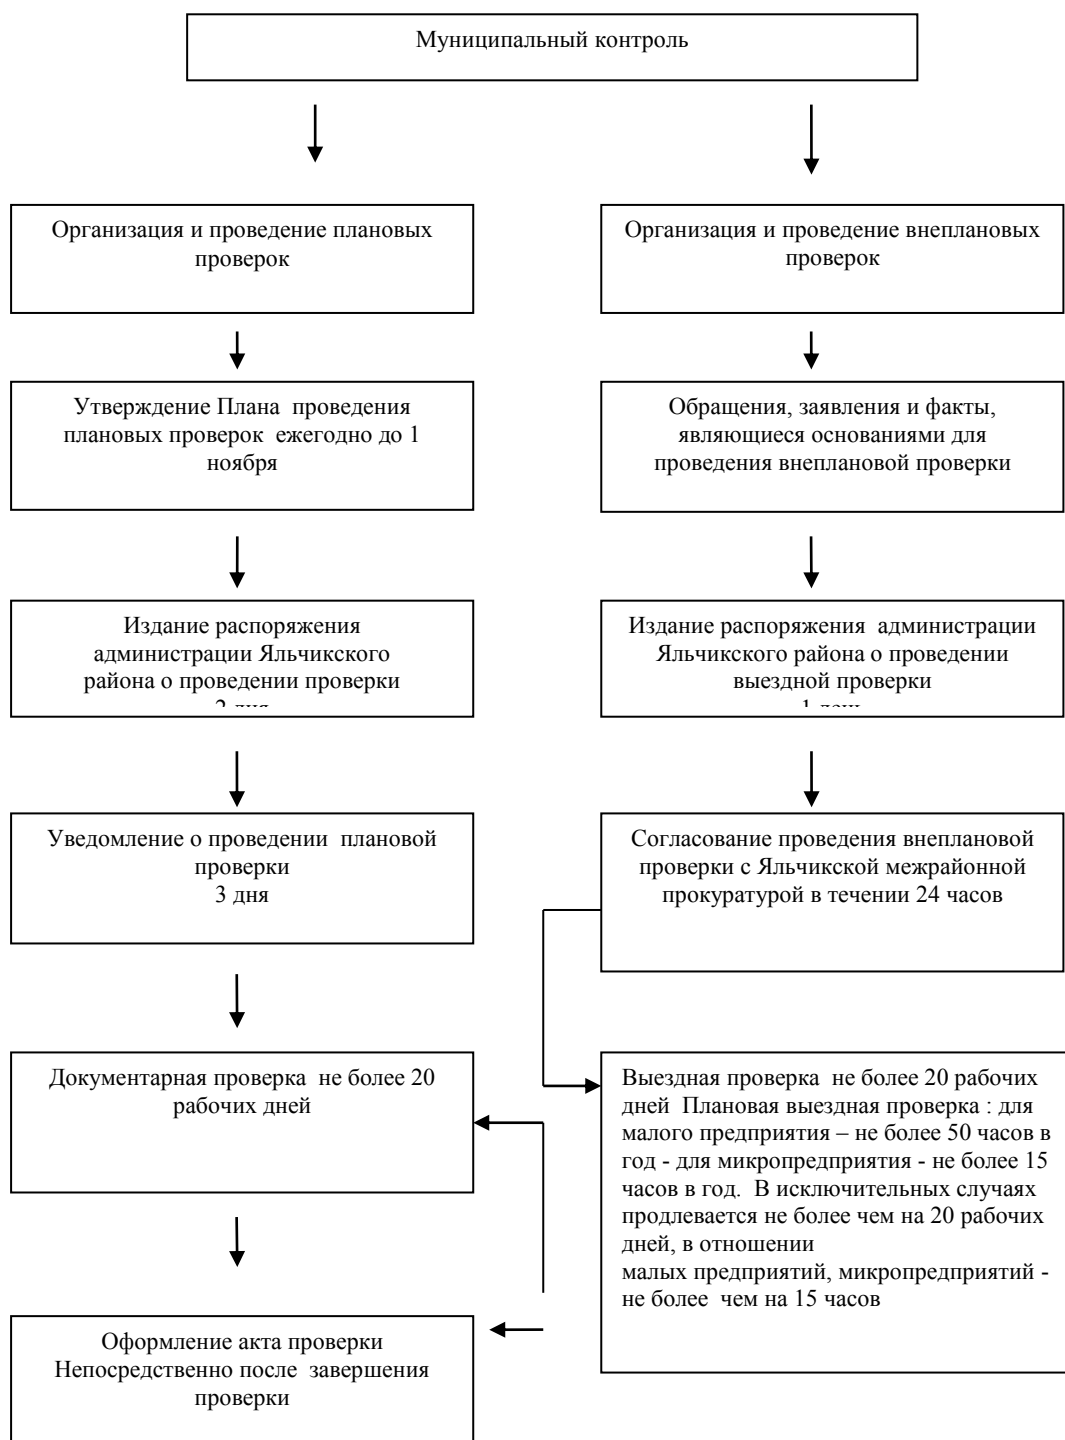 Муниципальный контроль
Организация и проведение плановых
проверок
Организация и проведение внеплановых
проверок
Утверждение Плана проведения
плановых проверок ежегодно до 1
ноября
Обращения, заявления и факты,
являющиеся основаниями для
проведения внеплановой проверки
Издание распоряжения
администрации Яльчикского
района о проведении проверки
2 дня
Издание распоряжения администрации
Яльчикского района о проведении
выездной проверки
1 день
Уведомление о проведении плановой
проверки
3 дня
Согласование проведения внеплановой
проверки с Яльчикской межрайонной
прокуратурой в течении 24 часов
Документарная проверка не более 20
рабочих дней
Выездная проверка не более 20 рабочих
дней Плановая выездная проверка : для
малого предприятия – не более 50 часов в
год - для микропредприятия - не более 15
часов в год. В исключительных случаях
продлевается не более чем на 20 рабочих
дней, в отношении
малых предприятий, микропредприятий -
не более чем на 15 часов
Оформление акта проверки
Непосредственно после завершения
проверки